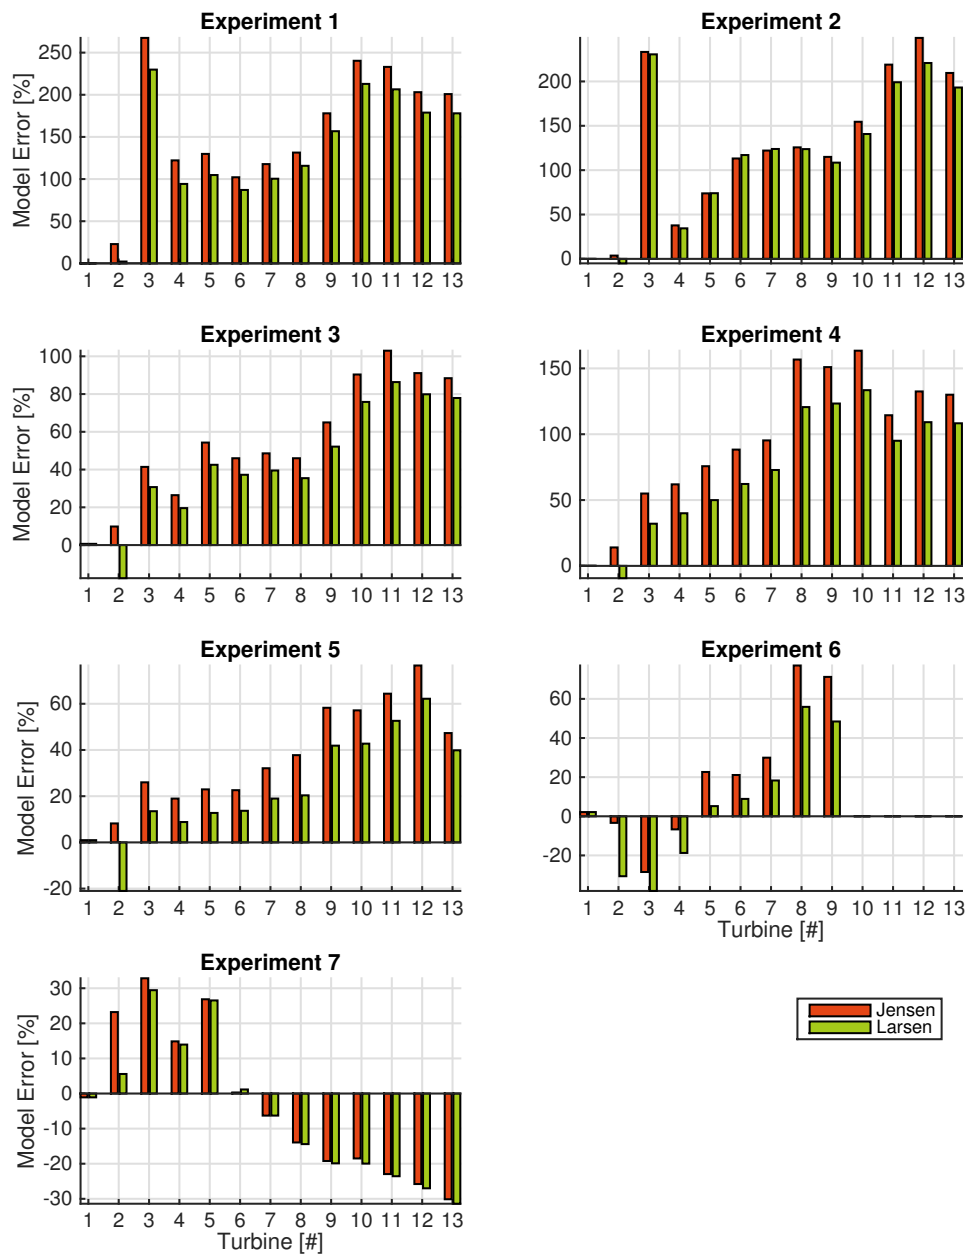 Experiment 1
Model Error [%]
250
200
150
100
50
0
1 2 3 4 5 6 7 8 9 10 11 12 13
Experiment 2
200
150
100
50
0
1 2 3 4 5 6 7 8 9 10 11 12 13
Experiment 3
Model Error [%]
100
80
60
40
20
0
1 2 3 4 5 6 7 8 9 10 11 12 13
Experiment 4
150
100
50
0
1 2 3 4 5 6 7 8 9 10 11 12 13
Experiment 5
Model Error [%]
60
40
20
0
-20
1 2 3 4 5 6 7 8 9 10 11 12 13
Experiment 6
60
40
20
0
-20
1 2 3 4 5 6 7 8 9 10 11 12 13
Turbine [#]
Experiment 7
Model Error [%]
30
20
10
0
-10
-20
-30
1 2 3 4 5 6 7 8 9 10 11 12 13
Turbine [#]
Jensen
Larsen